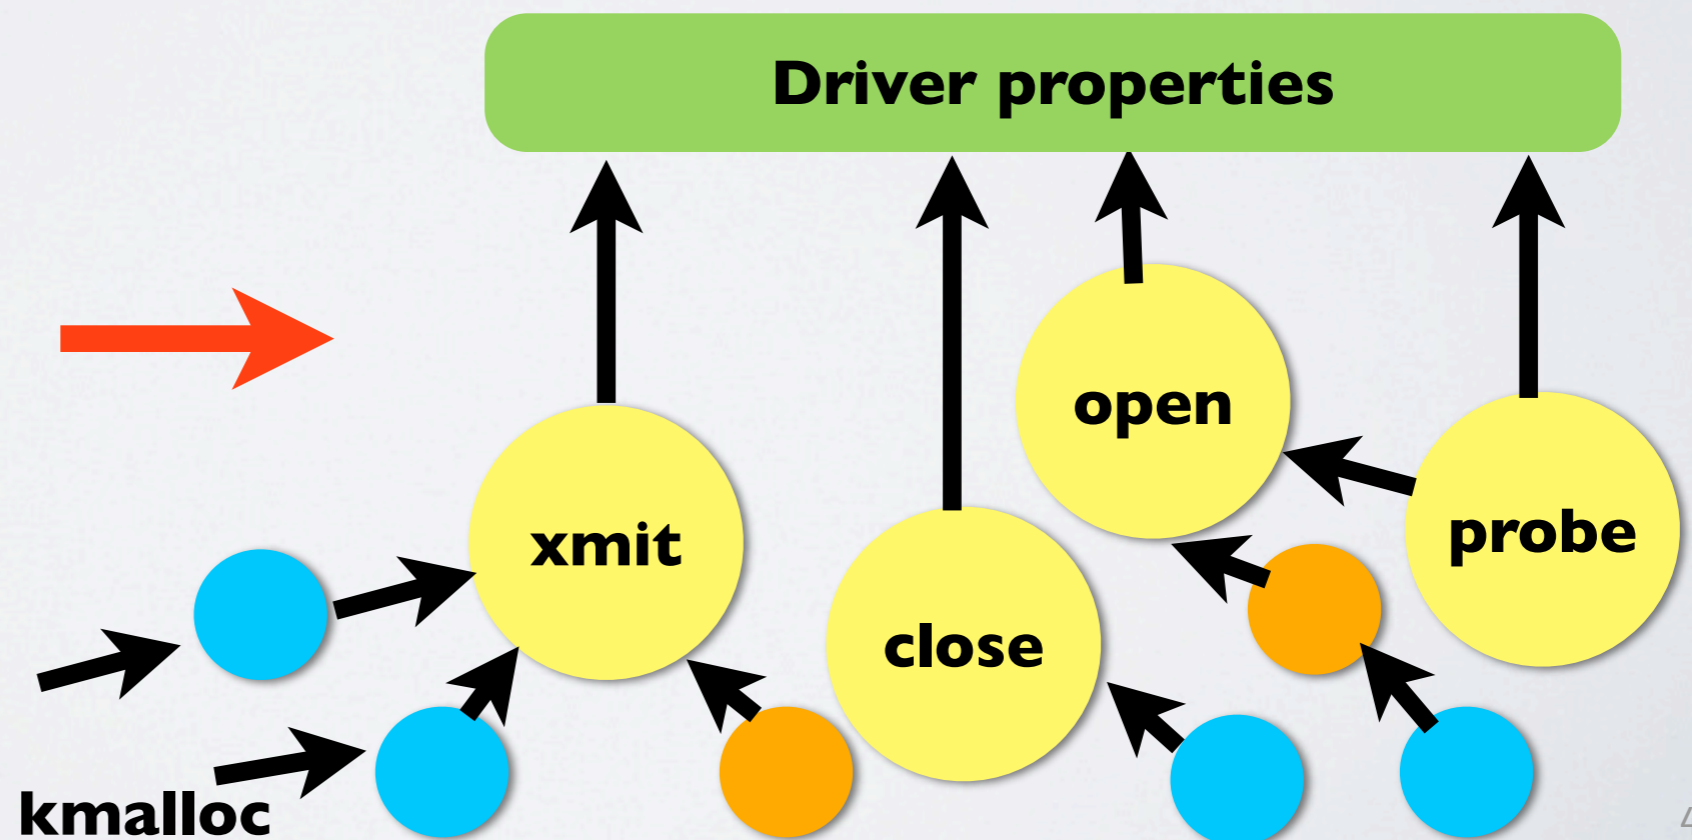 Driver properties
open
probe
xmit
close
kmalloc